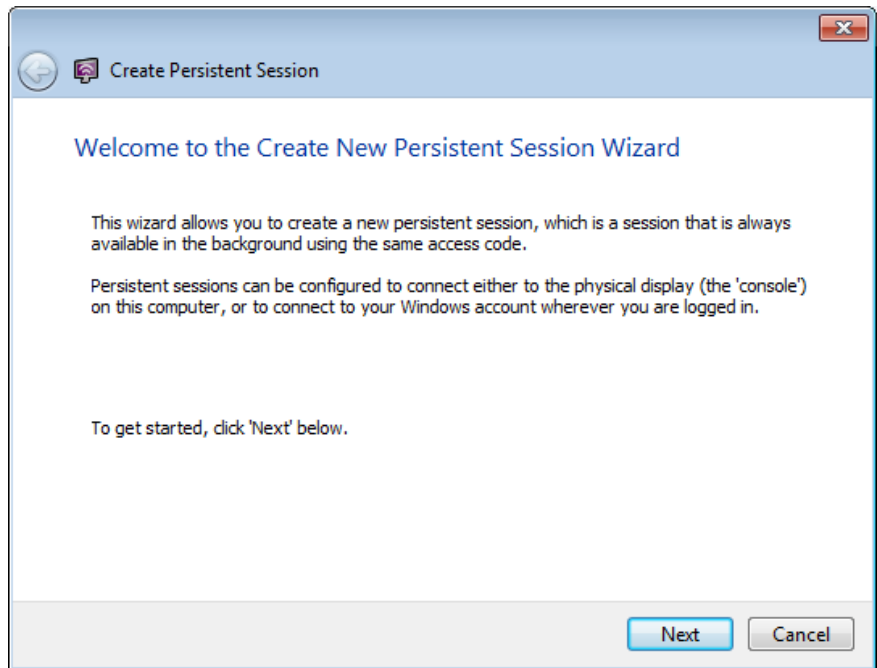 Create Persistent Session
Welcome to the Create New Persistent Session Wizard
This wizard allows you to create a new persistent session, which is a session that is always
available in the background using the same access code.
Persistent sessions can be configured to connect either to the physical display (the 'console')
on this computer, or to connect to your Windows account wherever you are logged in.
To get started, click 'Next' below.
Next Cancel